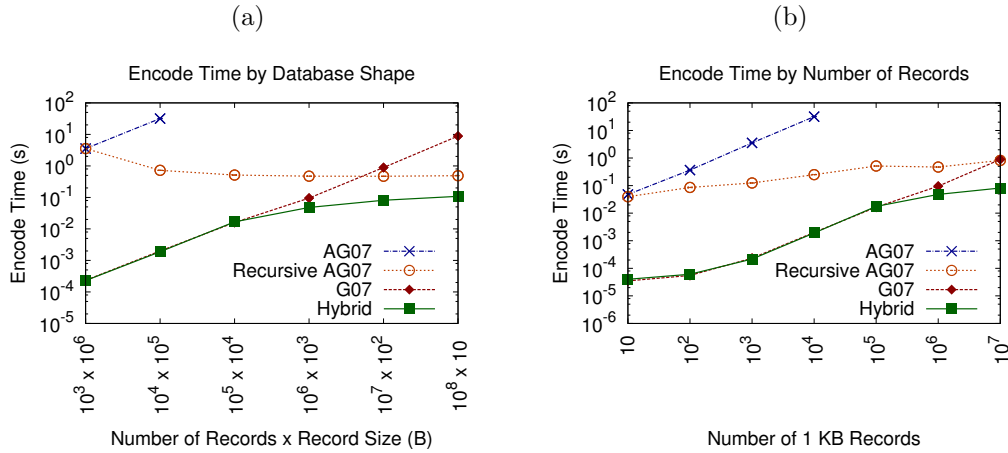 (a)
Encode Time by Database Shape
Encode Time (s)
10^2
10^1
10^0
10^-1
10^-2
10^-3
10^-4
10^-5
AG07
Recursive AG07
G07
Hybrid
10^3 x 10^6
10^4 x 10^5
10^5 x 10^4
10^6 x 10^3
10^7 x 10^2
10^8 x 10
Number of Records x Record Size (B)
(b)
Encode Time by Number of Records
Encode Time (s)
10^2
10^1
10^0
10^-1
10^-2
10^-3
10^-4
10^-5
10^-6
AG07
Recursive AG07
G07
Hybrid
10
10^2
10^3
10^4
10^5
10^6
10^7
Number of 1 KB Records